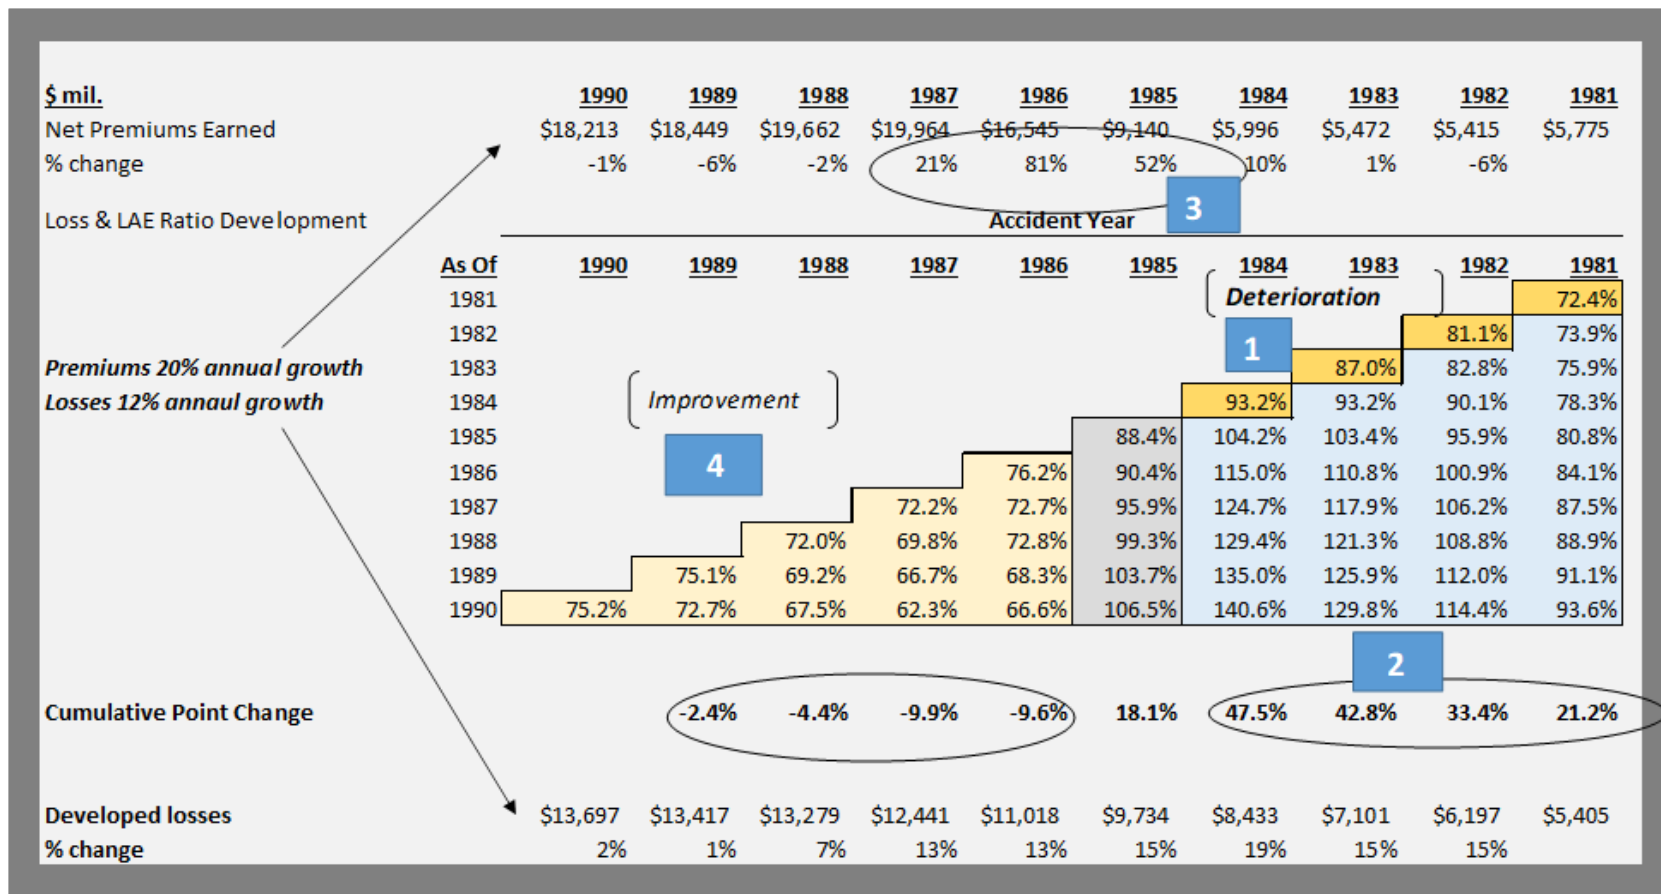 $ mil. 1990 1989 1988 1987 1986 1985 1984 1983 1982 1981
Net Premiums Earned $18,213 $18,449 $19,662 $19,964 $16,545 $9,140 $5,996 $5,472 $5,415 $5,775
% change -1% -6% -2% 21% 81% 52% 10% 1% -6%
3
Loss & LAE Ratio Development Accident Year
As Of 1990 1989 1988 1987 1986 1985 1984 1983 1982 1981
1981 Deterioration 72.4%
1982 1 81.1% 73.9%
Premiums 20% annual growth 1983 87.0% 82.8% 75.9%
Losses 12% annaul growth 1984 Improvement 93.2% 93.2% 90.1% 78.3%
1985 88.4% 104.2% 103.4% 95.9% 80.8%
4
1986 76.2% 90.4% 115.0% 110.8% 100.9% 84.1%
1987 72.2% 72.7% 95.9% 124.7% 117.9% 106.2% 87.5%
1988 72.0% 69.8% 72.8% 99.3% 129.4% 121.3% 108.8% 88.9%
1989 75.1% 69.2% 66.7% 68.3% 103.7% 135.0% 125.9% 112.0% 91.1%
1990 75.2% 72.7% 67.5% 62.3% 66.6% 106.5% 140.6% 129.8% 114.4% 93.6%
2
Cumulative Point Change -2.4% -4.4% -9.9% -9.6% 18.1% 47.5% 42.8% 33.4% 21.2%
Developed losses $13,697 $13,417 $13,279 $12,441 $11,018 $9,734 $8,433 $7,101 $6,197 $5,405
% change 2% 1% 7% 13% 13% 15% 19% 15% 15%